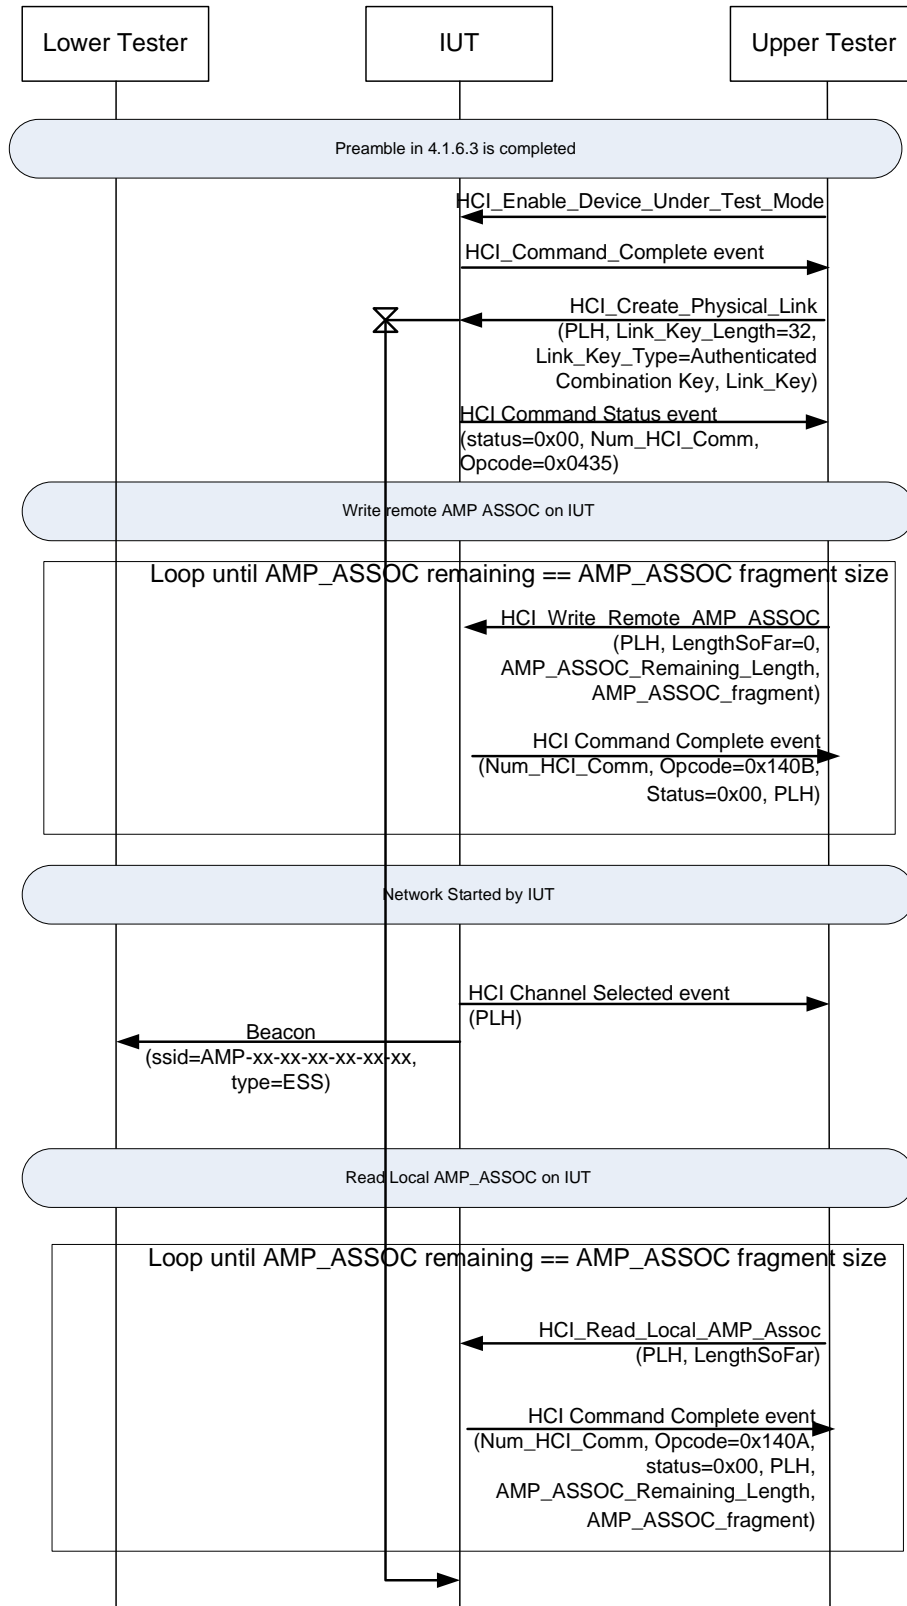 Lower Tester
IUT
Upper Tester
Preamble in 4.1.6.3 is completed
HCI_Enable_Device_Under_Test_Mode
HCI_Command_Complete event
HCI_Create_Physical_Link
(PLH, Link_Key_Length=32,
Link_Key_Type=Authenticated
Combination Key, Link_Key)
HCI Command Status event
(status=0x00, Num_HCI_Comm,
Opcode=0x0435)
Write remote AMP ASSOC on IUT
Loop until AMP_ASSOC remaining == AMP_ASSOC fragment size
HCI_Write_Remote_AMP_ASSOC
(PLH, LengthSoFar=0,
AMP_ASSOC_Remaining_Length,
AMP_ASSOC_fragment)
HCI Command Complete event
(Num_HCI_Comm, Opcode=0x140B,
Status=0x00, PLH)
Network Started by IUT
HCI Channel Selected event
(PLH)
Beacon
(ssid=AMP-xx-xx-xx-xx-xx-xx,
type=ESS)
Read Local AMP_ASSOC on IUT
Loop until AMP_ASSOC remaining == AMP_ASSOC fragment size
HCI_Read_Local_AMP_Assoc
(PLH, LengthSoFar)
HCI Command Complete event
(Num_HCI_Comm, Opcode=0x140A,
status=0x00, PLH,
AMP_ASSOC_Remaining_Length,
AMP_ASSOC_fragment)